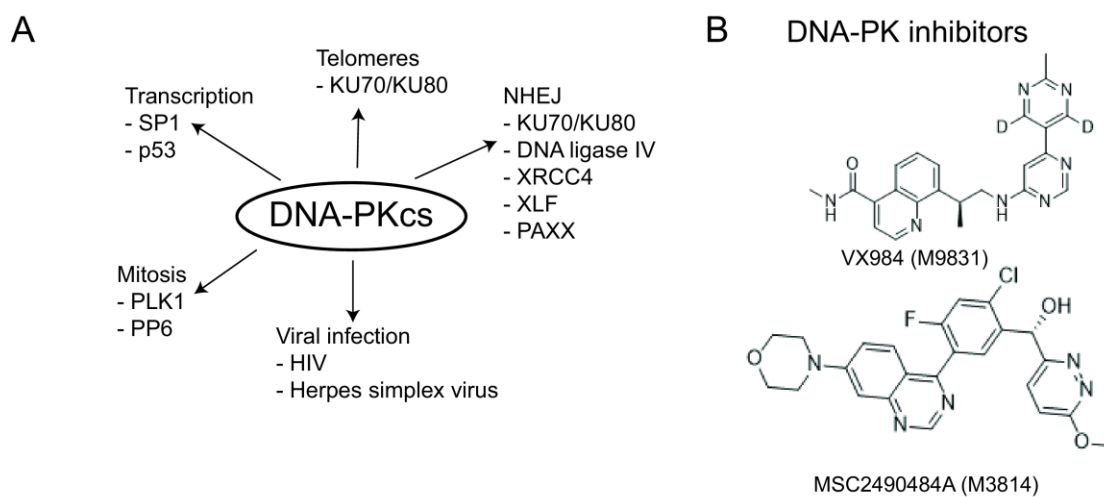 A
Telomeres
- KU70/KU80
Transcription
- SP1
- p53
NHEJ
- KU70/KU80
- DNA ligase IV
- XRCC4
- XLF
- PAXX
DNA-PKcs
Mitosis
- PLK1
- PP6
Viral infection
- HIV
- Herpes simplex virus
B
DNA-PK inhibitors
N N
D D
O
N
N
H
N
N
H
N
VX984 (M9831)
Cl
F
OH
O
N
N
N
N
N
O
MSC2490484A (M3814)